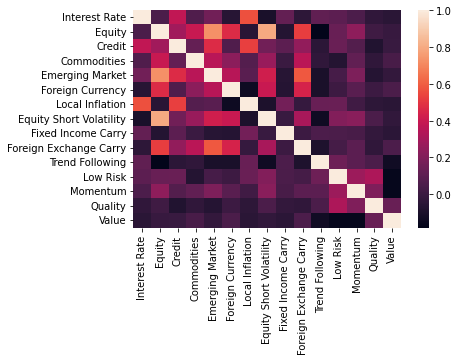 Interest Rate
Equity
Credit
Commodities
Emerging Market
Foreign Currency
Local Inflation
Equity Short Volatility
Fixed Income Carry
Foreign Exchange Carry
Trend Following
Low Risk
Momentum
Quality
Value
Interest Rate
Equity
Credit
Commodities
Emerging Market
Foreign Currency
Local Inflation
Equity Short Volatility
Fixed Income Carry
Foreign Exchange Carry
Trend Following
Low Risk
Momentum
Quality
Value
1.0
0.8
0.6
0.4
0.2
0.0